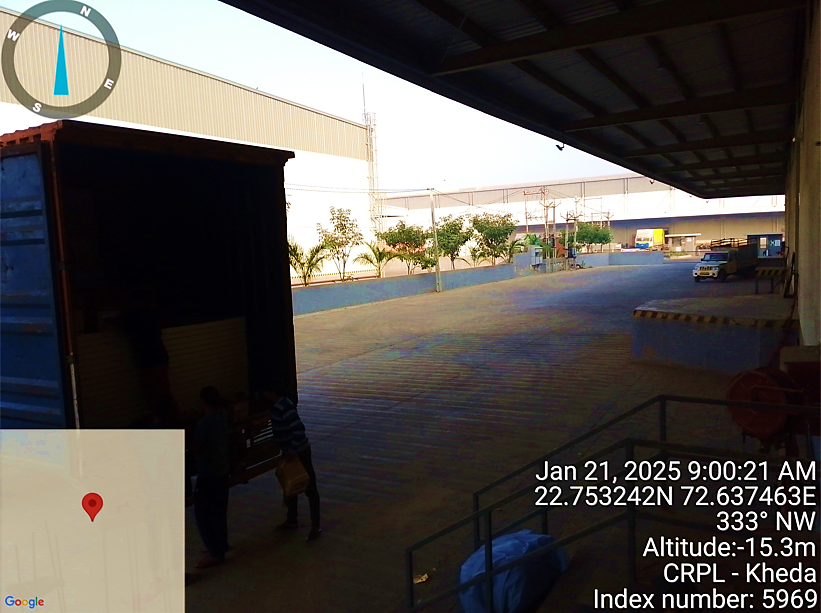 N
W
E
S
Jan 21, 2025 9:00:21 AM
22.753242N 72.637463E
333° NW
Altitude:-15.3m
CRPL - Kheda
Index number: 5969
Google